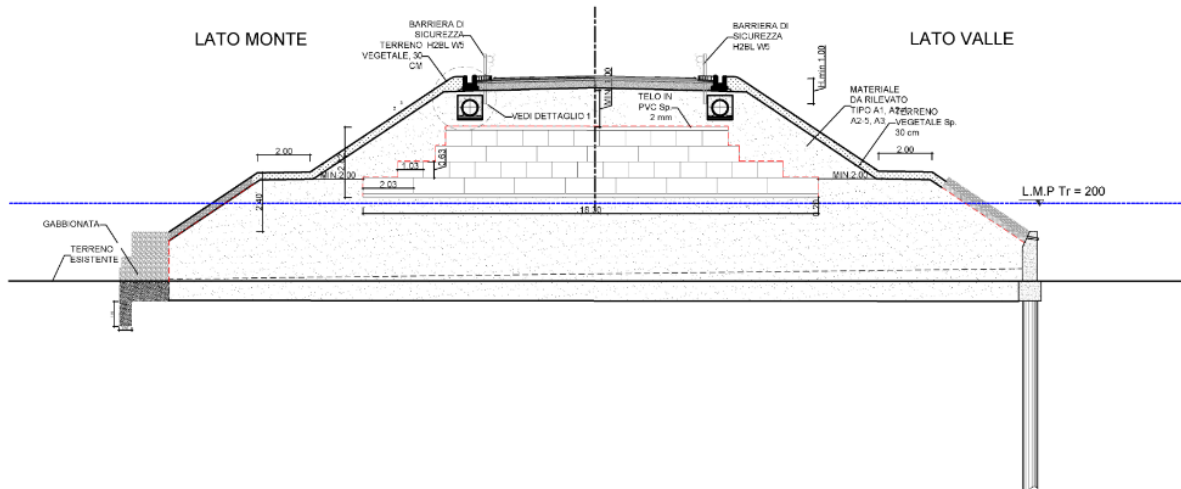 LATO MONTE
BARRIERA DI
SICUREZZA
TERRENO H2BL W5
VEGETALE, 30
CM
BARRIERA DI
SICUREZZA
H2BL W5
LATO VALLE
H min 1.00
TELO IN
PVC Sp.
2 mm
VEDI DETTAGLIO 1
MATERIALE
DA RILEVATO
TIPO A1,
A2-5, A3
TERRENO
VEGETALE Sp.
30 cm
2.00
2.00
1.03
0.63
MIN 2.00
2.03
MIN 2.00
2.40
L.M.P Tr = 200
GABBIONATA
TERRENO
ESISTENTE